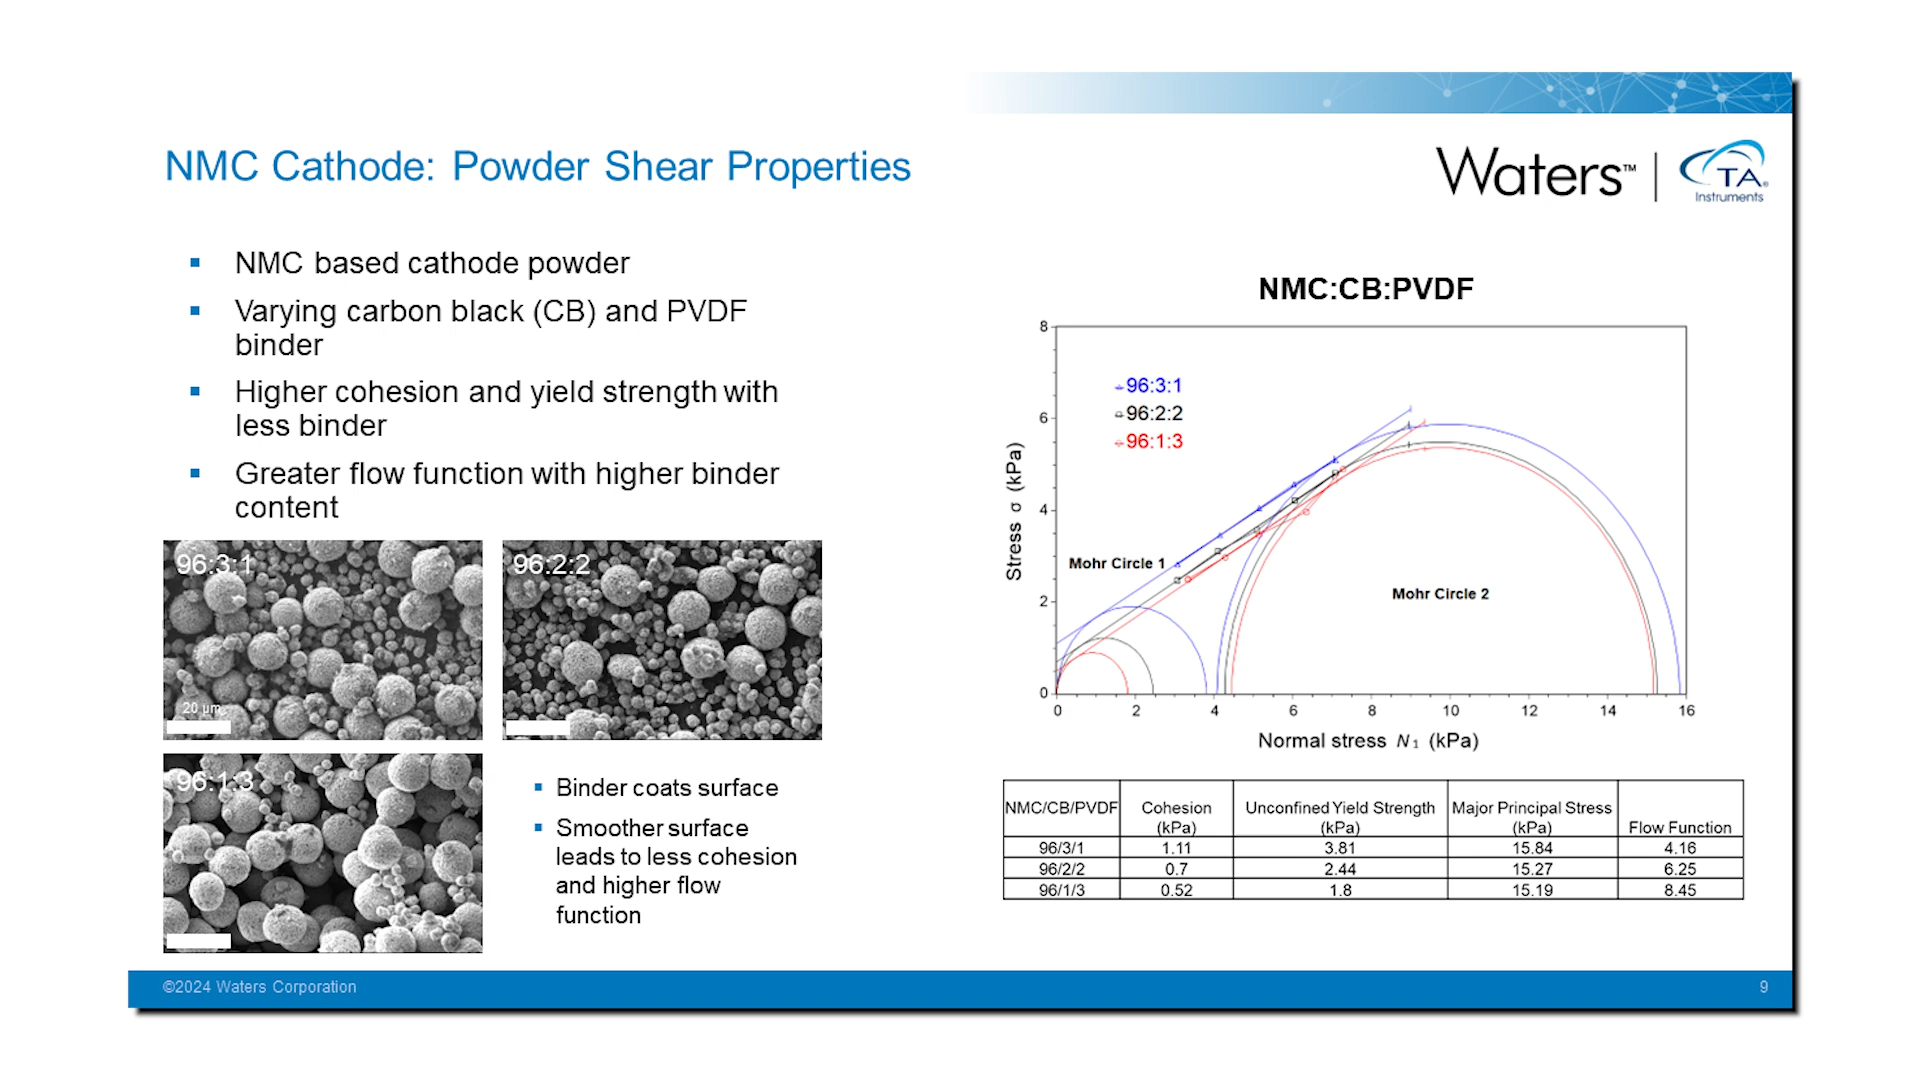 NMC Cathode: Powder Shear Properties
Waters™ | TA®
Instruments
NMC based cathode powder
Varying carbon black (CB) and PVDF
binder
Higher cohesion and yield strength with
less binder
Greater flow function with higher binder
content
96:3:1
20 µm
96:2:2
96:1:3
Binder coats surface
Smoother surface
leads to less cohesion
and higher flow
function
NMC:CB:PVDF
8
6
4
2
0
Stress σ (kPa)
96:3:1
96:2:2
96:1:3
Mohr Circle 1
Mohr Circle 2
0 2 4 6 8 10 12 14 16
Normal stress N₁ (kPa)
NMC/CB/PVDF Cohesion (kPa) Unconfined Yield Strength (kPa) Major Principal Stress (kPa) Flow Function
96/3/1 1.11 3.81 15.84 4.16
96/2/2 0.7 2.44 15.27 6.25
96/1/3 0.52 1.8 15.19 8.45
©2024 Waters Corporation
9